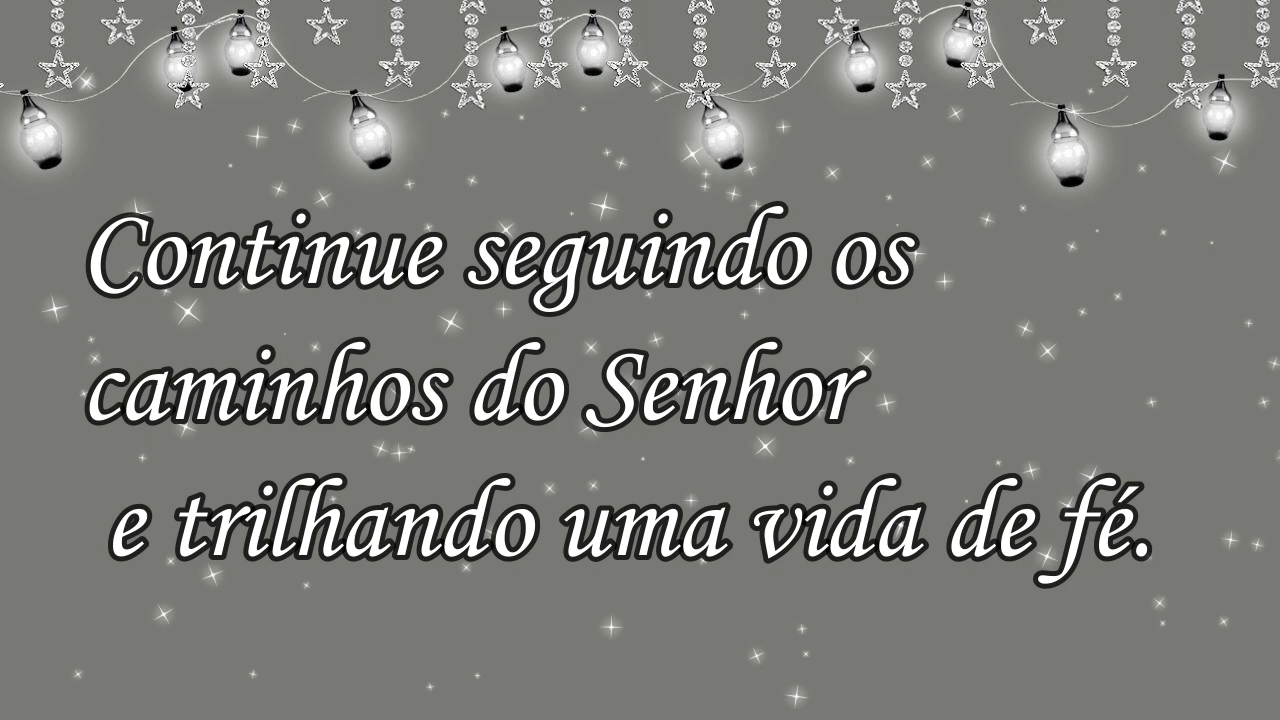 Continue seguindo os
caminhos do Senhor
e trilhando uma vida de fé.